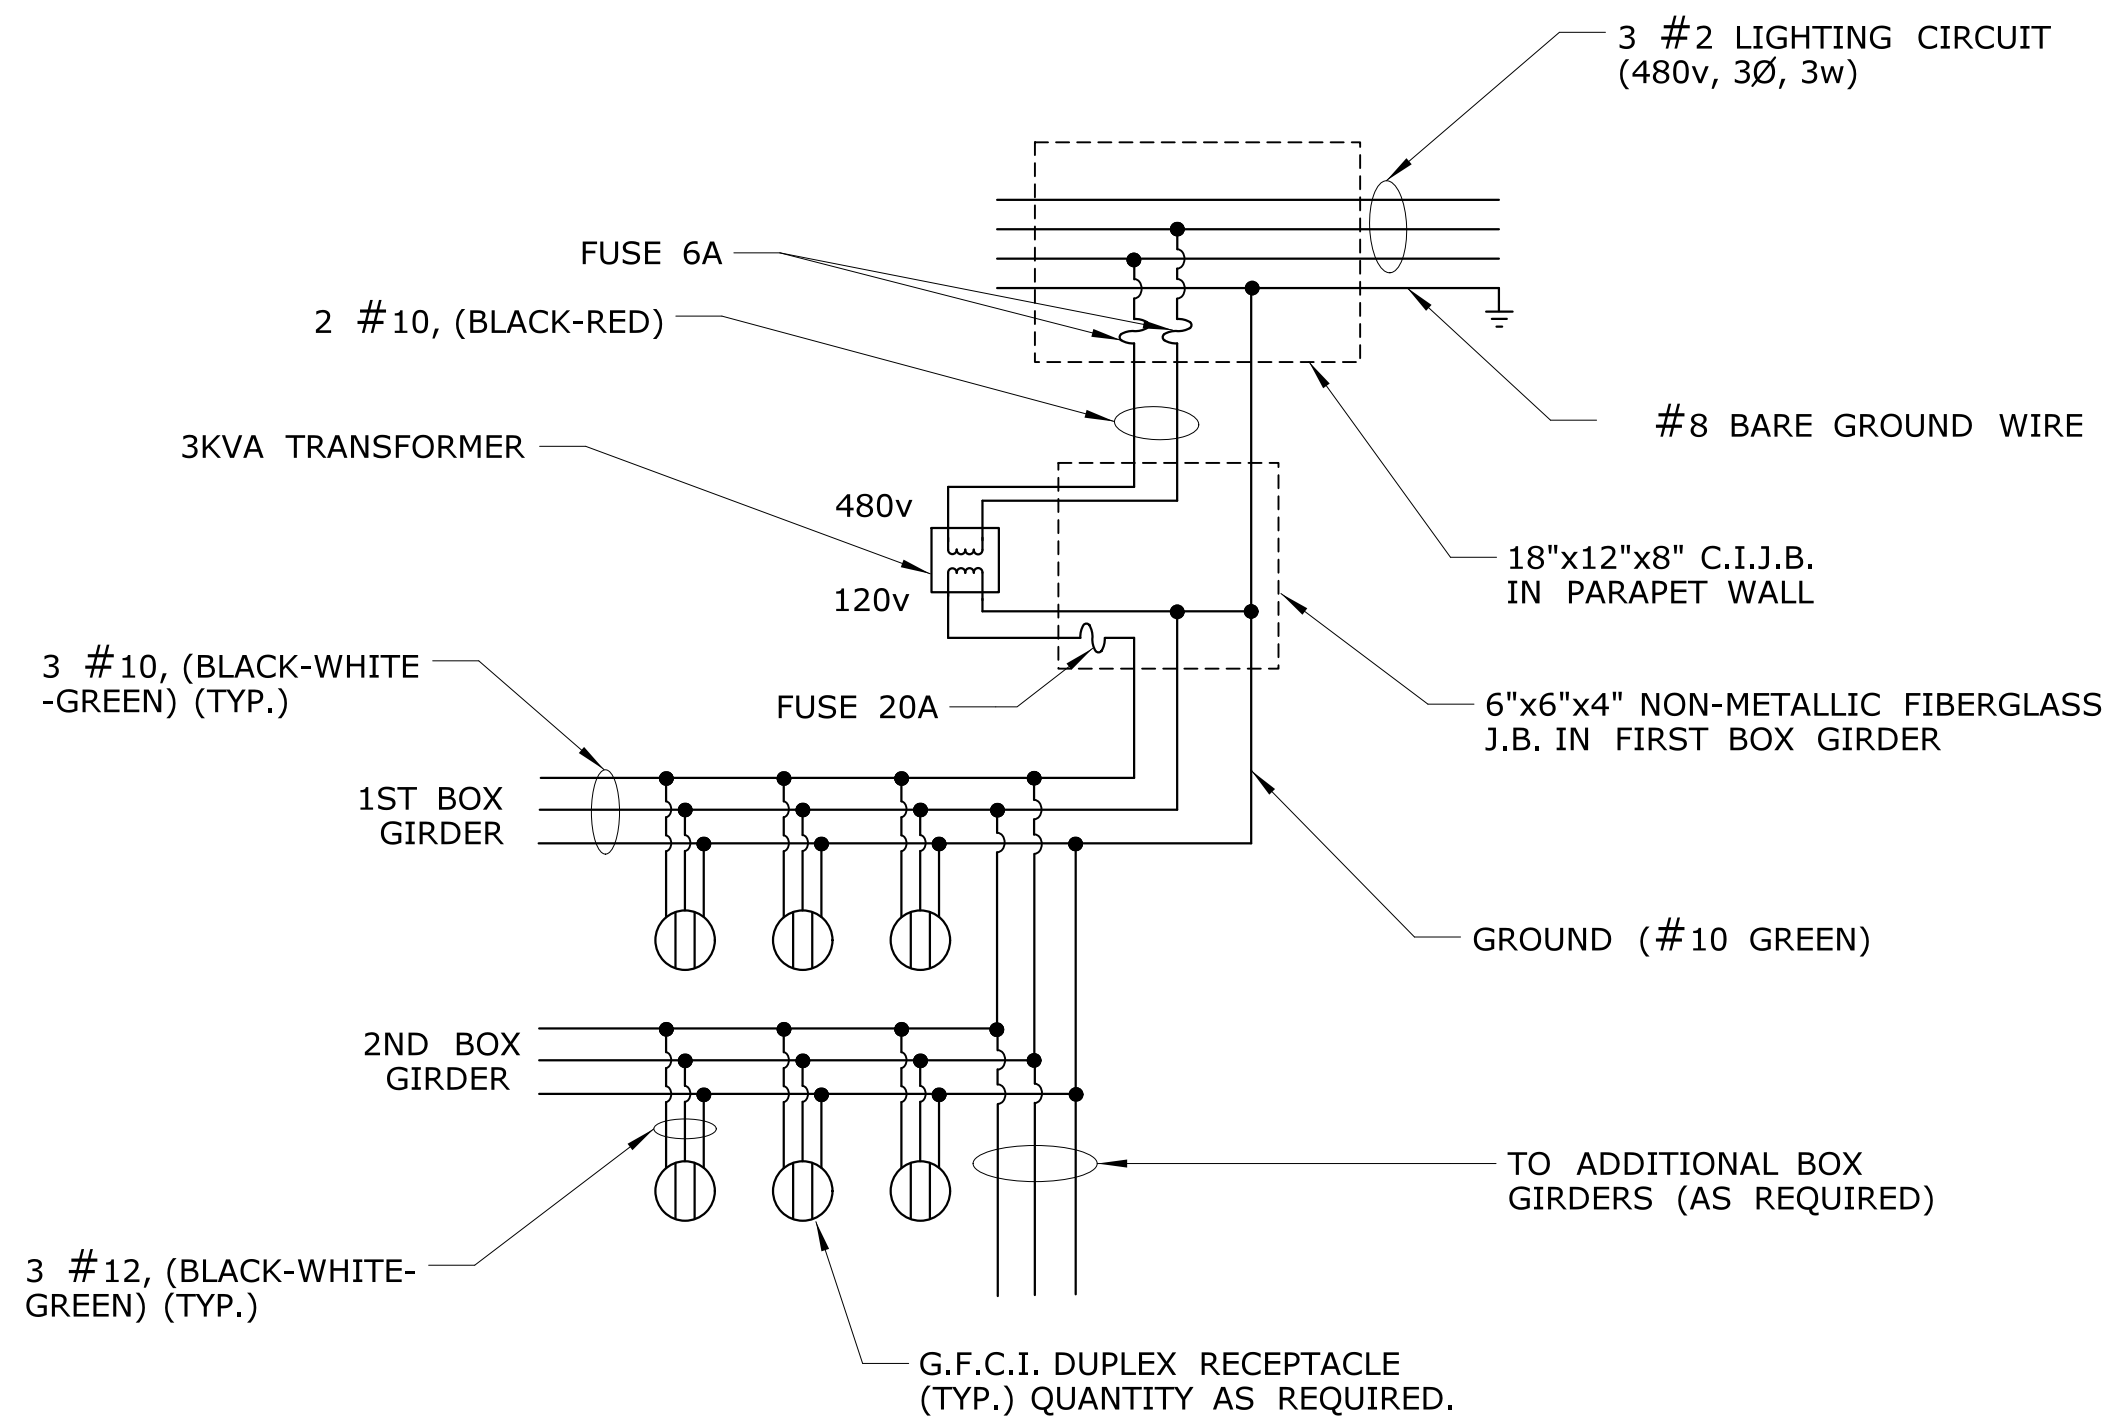 3 #2 LIGHTING CIRCUIT
(480v, 3Ø, 3w)
FUSE 6A
2 #10, (BLACK-RED)
#8 BARE GROUND WIRE
3KVA TRANSFORMER
480v
18"x12"x8" C.I.J.B.
IN PARAPET WALL
120v
3 #10, (BLACK-WHITE
-GREEN) (TYP.)
FUSE 20A
6"x6"x4" NON-METALLIC FIBERGLASS
J.B. IN FIRST BOX GIRDER
1ST BOX
GIRDER
GROUND (#10 GREEN)
2ND BOX
GIRDER
TO ADDITIONAL BOX
GIRDERS (AS REQUIRED)
3 #12, (BLACK-WHITE-
GREEN) (TYP.)
G.F.C.I. DUPLEX RECEPTACLE
(TYP.) QUANTITY AS REQUIRED.